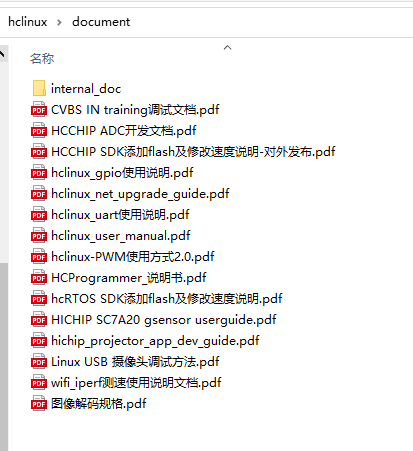 hclinux > document
名称
internal_doc
CVBS IN training调试文档.pdf
HCCHIP ADC开发文档.pdf
HCCHIP SDK添加flash及修改速度说明-对外发布.pdf
hclinux_gpio使用说明.pdf
hclinux_net_upgrade_guide.pdf
hclinux_uart使用说明.pdf
hclinux_user_manual.pdf
hclinux-PWM使用方式2.0.pdf
HCProgrammer_说明书.pdf
hcRTOS SDK添加flash及修改速度说明.pdf
HICHIP SC7A20 gsensor userguide.pdf
hichip_projector_app_dev_guide.pdf
Linux USB 摄像头调试方法.pdf
wifi_iperf测速使用说明文档.pdf
图像解码规格.pdf